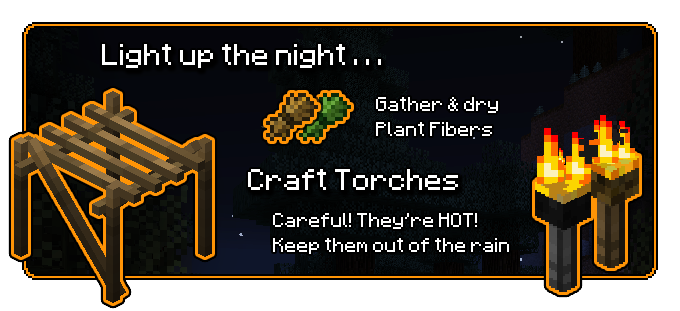 Light up the night...
Gather & dry
Plant Fibers
Craft Torches
Careful! They're HOT!
Keep them out of the rain